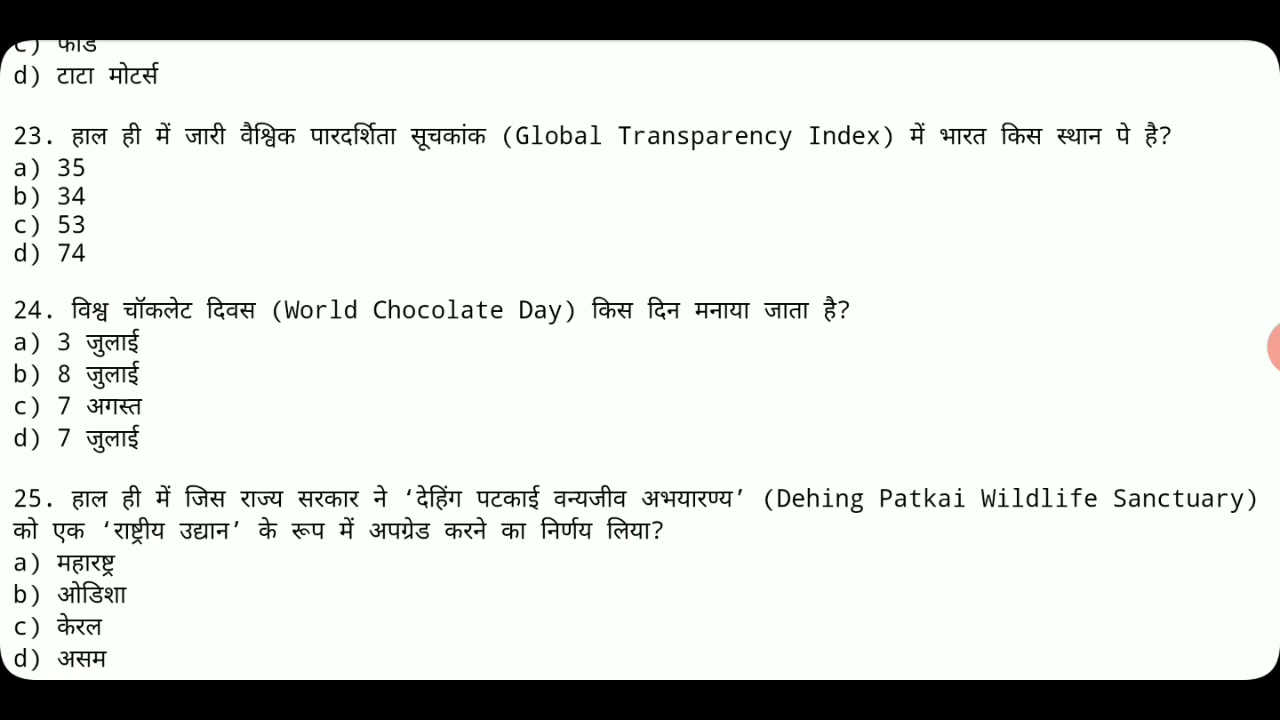 c) फोर्ड
d) टाटा मोटर्स
23. हाल ही में जारी वैश्विक पारदर्शिता सूचकांक (Global Transparency Index) में भारत किस स्थान पे है?
a) 35
b) 34
c) 53
d) 74
24. विश्व चॉकलेट दिवस (World Chocolate Day) किस दिन मनाया जाता है?
a) 3 जुलाई
b) 8 जुलाई
c) 7 अगस्त
d) 7 जुलाई
25. हाल ही में जिस राज्य सरकार ने ‘देहिंग पटकाई वन्यजीव अभयारण्य’ (Dehing Patkai Wildlife Sanctuary)
को एक ‘राष्ट्रीय उद्यान’ के रूप में अपग्रेड करने का निर्णय लिया?
a) महाराष्ट्र
b) ओडिशा
c) केरल
d) असम